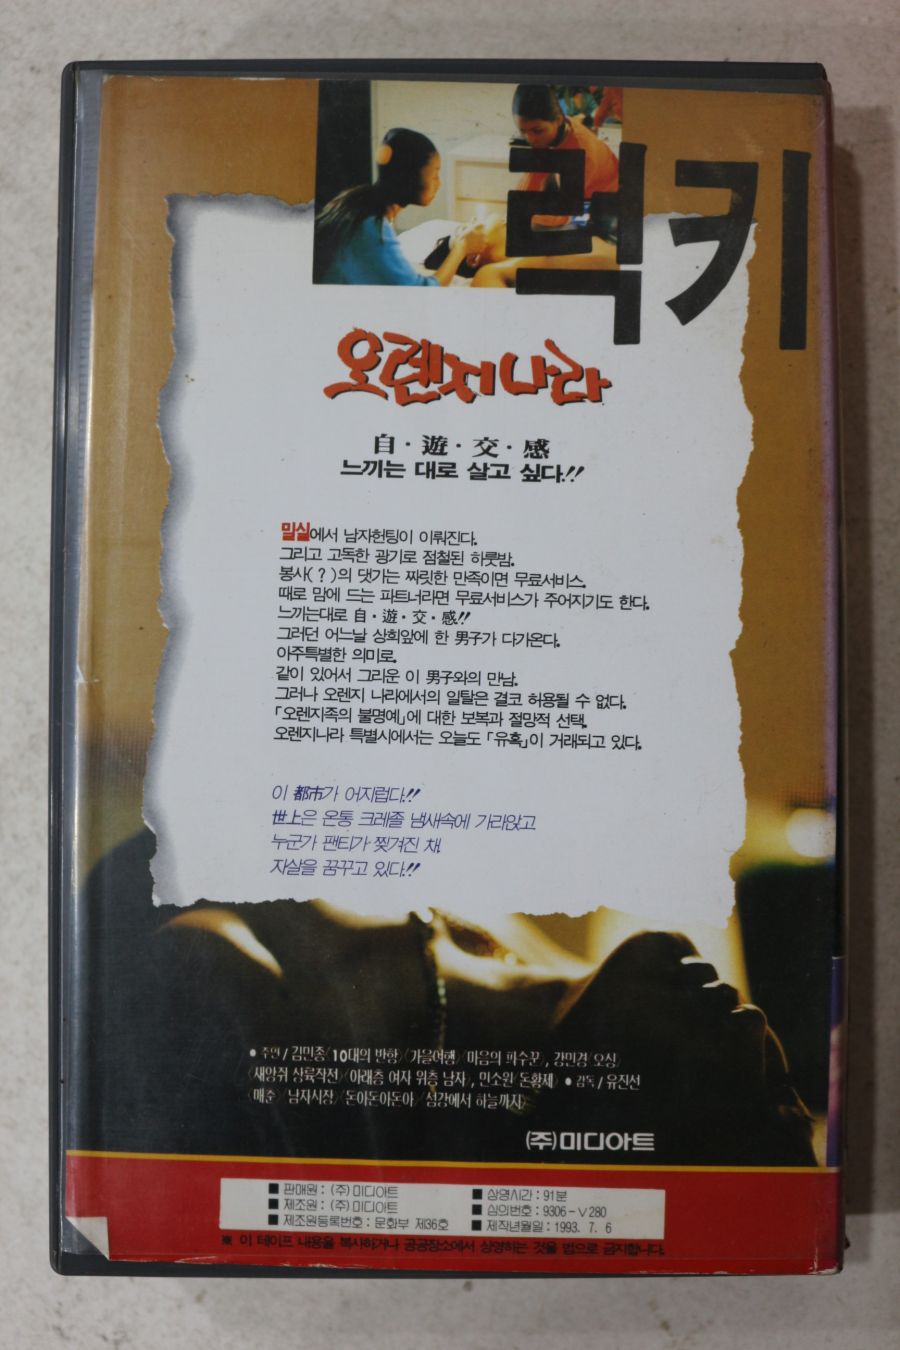 럭키
오렌지나라
自·遊·交·感
느끼는 대로 살고 싶다!!
밀실에서 남자헌팅이 이뤄진다.
그리고 고독한 광기로 점철된 하룻밤.
봉사(?)의 댓가는 짜릿한 만족이면 무료서비스.
때로 맘에 드는 파트너라면 무료서비스가 주어지기도 한다.
느끼는대로 自·遊·交·感!!
그러던 어느날 상희앞에 한 男子가 다가온다.
아주특별한 의미로.
같이 있어서 그리운 이 男子와의 만남.
그러나 오렌지 나라에서의 일탈은 결코 허용될 수 없다.
「오렌지족의 불명예」에 대한 보복과 절망적 선택.
오렌지나라 특별시에서는 오늘도 「유혹」이 거래되고 있다.
이 都市가 어지럽다!!
世上은 온통 크레졸 냄새속에 가라앉고
누군가 팬티가 찢겨진 채,
자살을 꿈꾸고 있다!!
● 주연/김민종〈10대의 반항〉〈가을여행〉〈마음의 파수꾼〉, 강민경〈오싱〉
〈새앙쥐 상륙작전〉〈아래층 여자 위층 남자〉, 민소원〈돈황제〉 ● 감독/유진선
〈매춘〉〈남자시장〉〈돈아돈아돈아〉〈섬강에서 하늘까지〉
(주)미디아트
■ 판매원 : (주)미디아트 ■ 상영시간 : 91분
■ 제조원 : (주)미디아트 ■ 심의번호 : 9306-V280
■ 제조원등록번호 : 문화부 제36호 ■ 제작년월일 : 1993. 7. 6
※ 이 테이프 내용을 복사하거나 공공장소에서 상영하는 것을 법으로 금지합니다.